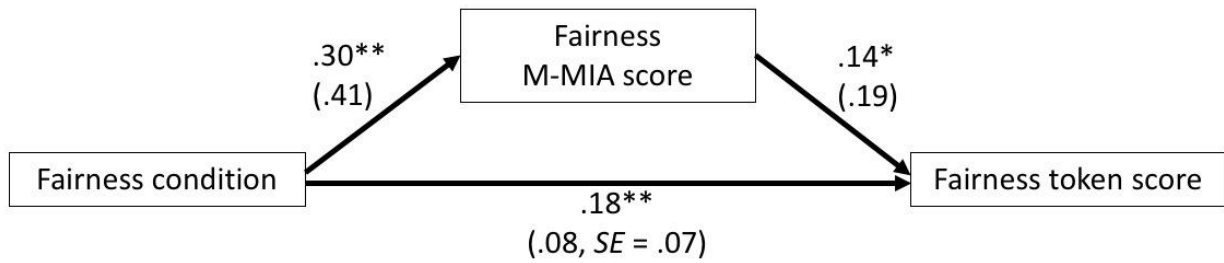 Fairness
M-MIA score
.30**
(.41)
.14*
(.19)
Fairness condition
Fairness token score
.18**
(.08, SE = .07)